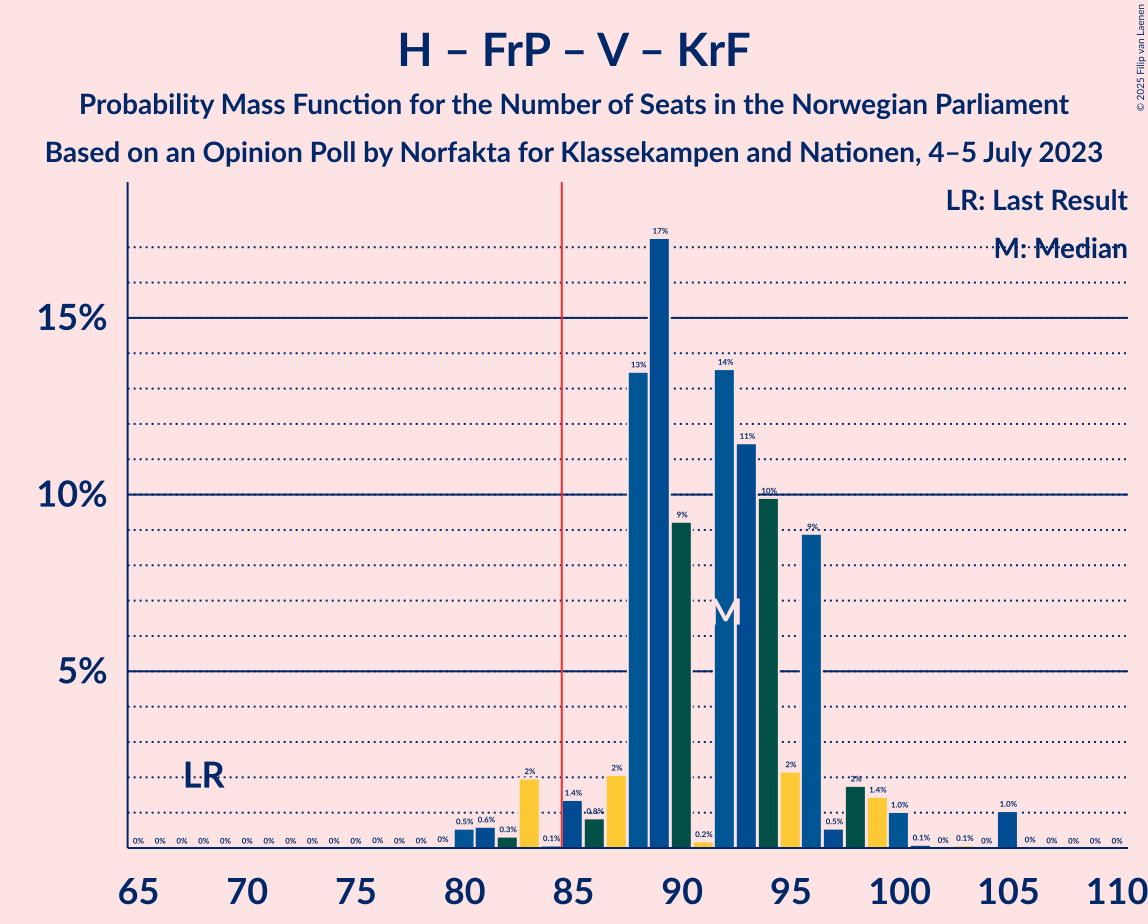 H – FrP – V – KrF
Probability Mass Function for the Number of Seats in the Norwegian Parliament
Based on an Opinion Poll by Norfakta for Klassekampen and Nationen, 4–5 July 2023
© 2025 Filip van Laenen
LR: Last Result
M: Median
15%
10%
5%
LR
M
0% 0% 0% 0% 0% 0% 0% 0% 0% 0% 0% 0% 0% 0% 0% 0.5% 0.6% 0.3% 2% 0.1% 1.4% 0.8% 2% 13% 17% 9% 0.2% 14% 11% 10% 2% 9% 0.5% 2% 1.4% 1.0% 0.1% 0% 0.1% 0% 1.0% 0% 0% 0% 0% 0%
65 70 75 80 85 90 95 100 105 110